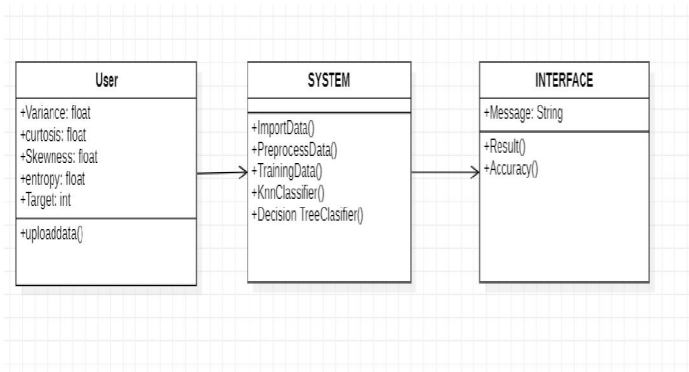 User
+Variance: float
+curtosis: float
+Skewness: float
+entropy: float
+Target: int
+uploaddata()
SYSTEM
+ImportData()
+PreprocessData()
+TrainingData()
+KnnClassifier()
+Decision TreeClasifier()
INTERFACE
+Message: String
+Result()
+Accuracy()